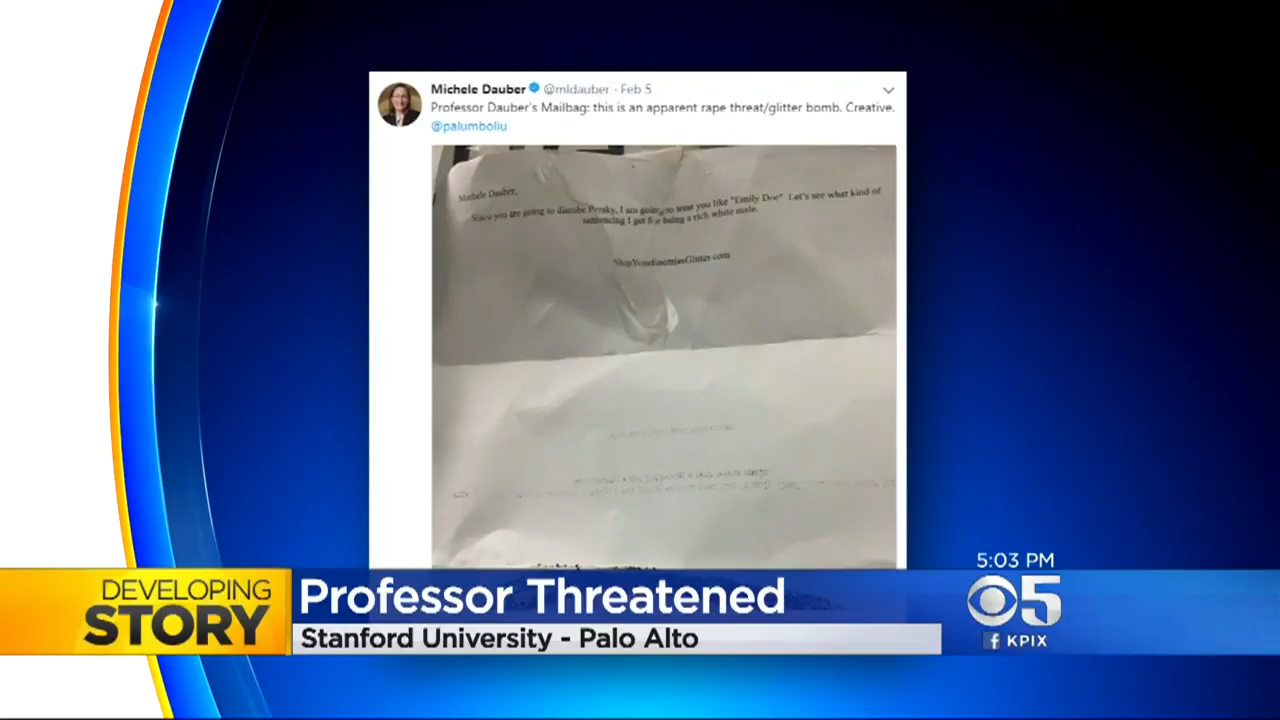 Michele Dauber @mldauber · Feb 5
Professor Dauber's Mailbag: this is an apparent rape threat/glitter bomb. Creative.
@palumboliu
Michele Dauber,
Since you are going to disrobe Persky, I am going to treat you like "Emily Doe" Let's see what kind of
sentencing I get for being a rich white male.
ShipYourEnemiesGlitter.com
5:03 PM
DEVELOPING
STORY
Professor Threatened
Stanford University - Palo Alto
5
f KPIX